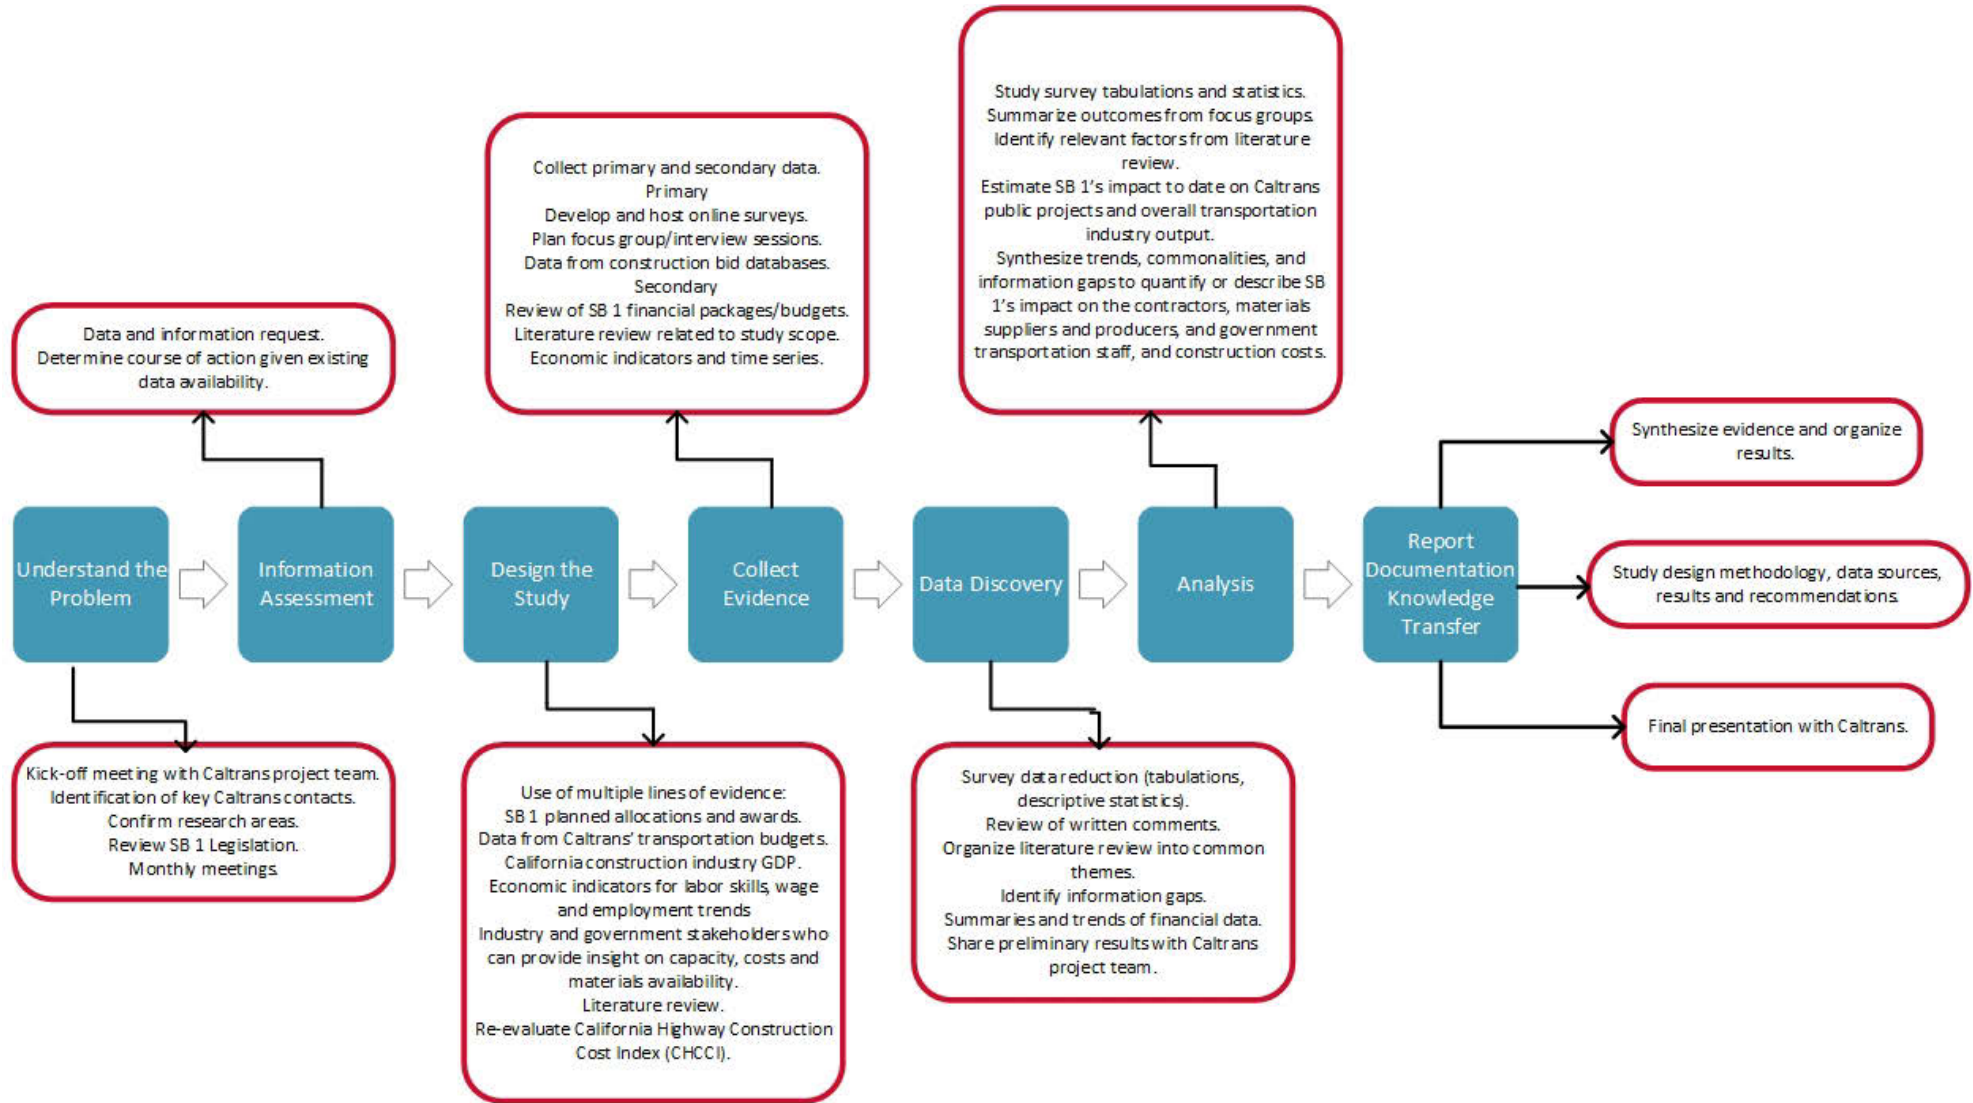 Study survey tabulations and statistics.
Summarize outcomes from focus groups.
Identify relevant factors from literature
review.
Estimate SB 1's impact to date on Caltrans
public projects and overall transportation
industry output.
Synthesize trends, commonalities, and
information gaps to quantify or describe SB
1's impact on the contractors, materials
suppliers and producers, and government
transportation staff, and construction costs.
Collect primary and secondary data.
Primary
Develop and host online surveys.
Plan focus group/interview sessions.
Data from construction bid databases.
Secondary
Review of SB 1 financial packages/budgets.
Literature review related to study scope.
Economic indicators and time series.
Data and information request.
Determine course of action given existing
data availability.
Synthesize evidence and organize
results.
Understand the
Problem
Information
Assessment
Design the
Study
Collect
Evidence
Data Discovery
Analysis
Report
Documentation
Knowledge
Transfer
Study design methodology, data sources,
results and recommendations.
Final presentation with Caltrans.
Kick-off meeting with Caltrans project team.
Identification of key Caltrans contacts.
Confirm research areas.
Review SB 1 Legislation.
Monthly meetings.
Use of multiple lines of evidence:
SB 1 planned allocations and awards.
Data from Caltrans' transportation budgets.
California construction industry GDP.
Economic indicators for labor skills, wage
and employment trends
Industry and government stakeholders who
can provide insight on capacity, costs and
materials availability.
Literature review.
Re-evaluate California Highway Construction
Cost Index (CHCCI).
Survey data reduction (tabulations,
descriptive statistics).
Review of written comments.
Organize literature review into common
themes.
Identify information gaps.
Summaries and trends of financial data.
Share preliminary results with Caltrans
project team.